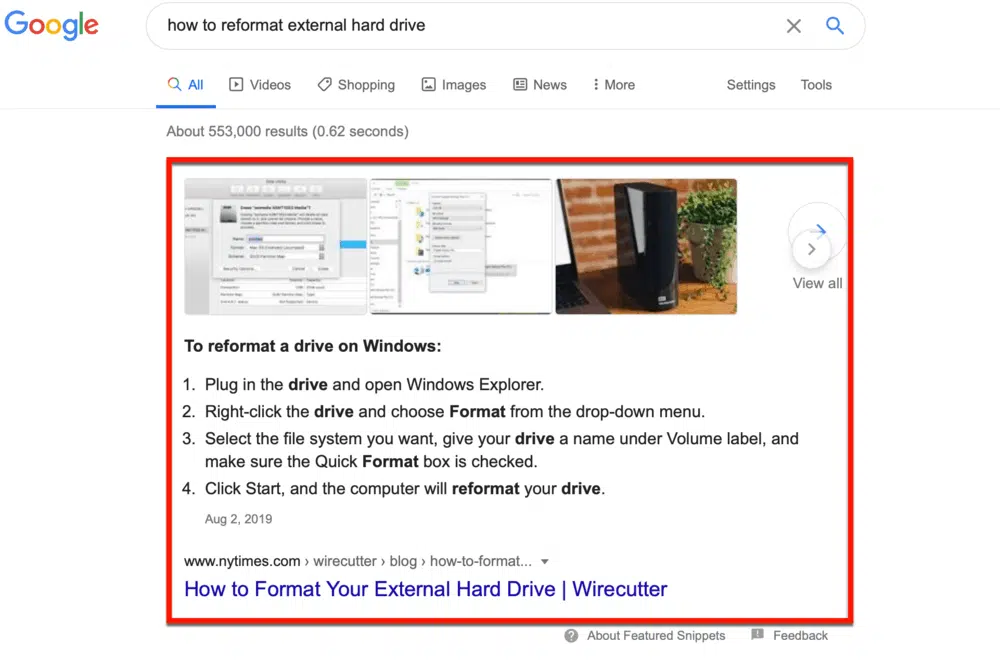 Google
how to reformat external hard drive
All Videos Shopping Images News More Settings Tools
About 553,000 results (0.62 seconds)
View all
To reformat a drive on Windows:
1. Plug in the drive and open Windows Explorer.
2. Right-click the drive and choose Format from the drop-down menu.
3. Select the file system you want, give your drive a name under Volume label, and
make sure the Quick Format box is checked.
4. Click Start, and the computer will reformat your drive.
Aug 2, 2019
www.nytimes.com › wirecutter › blog › how-to-format...
How to Format Your External Hard Drive | Wirecutter
About Featured Snippets Feedback